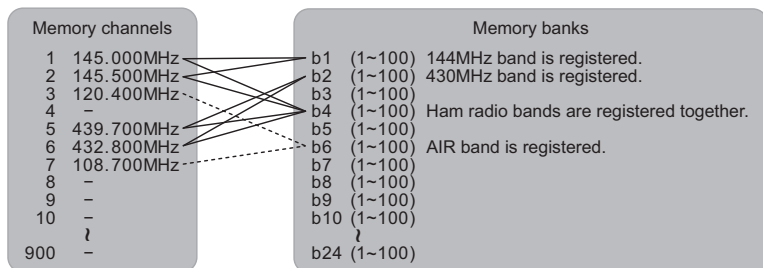 Memory channels
1 145.000MHz
2 145.500MHz
3 120.400MHz
4 –
5 439.700MHz
6 432.800MHz
7 108.700MHz
8 –
9 –
10 –
~
900 –
Memory banks
b1 (1~100) 144MHz band is registered.
b2 (1~100) 430MHz band is registered.
b3 (1~100)
b4 (1~100) Ham radio bands are registered together.
b5 (1~100)
b6 (1~100) AIR band is registered.
b7 (1~100)
b8 (1~100)
b9 (1~100)
b10 (1~100)
~
b24 (1~100)